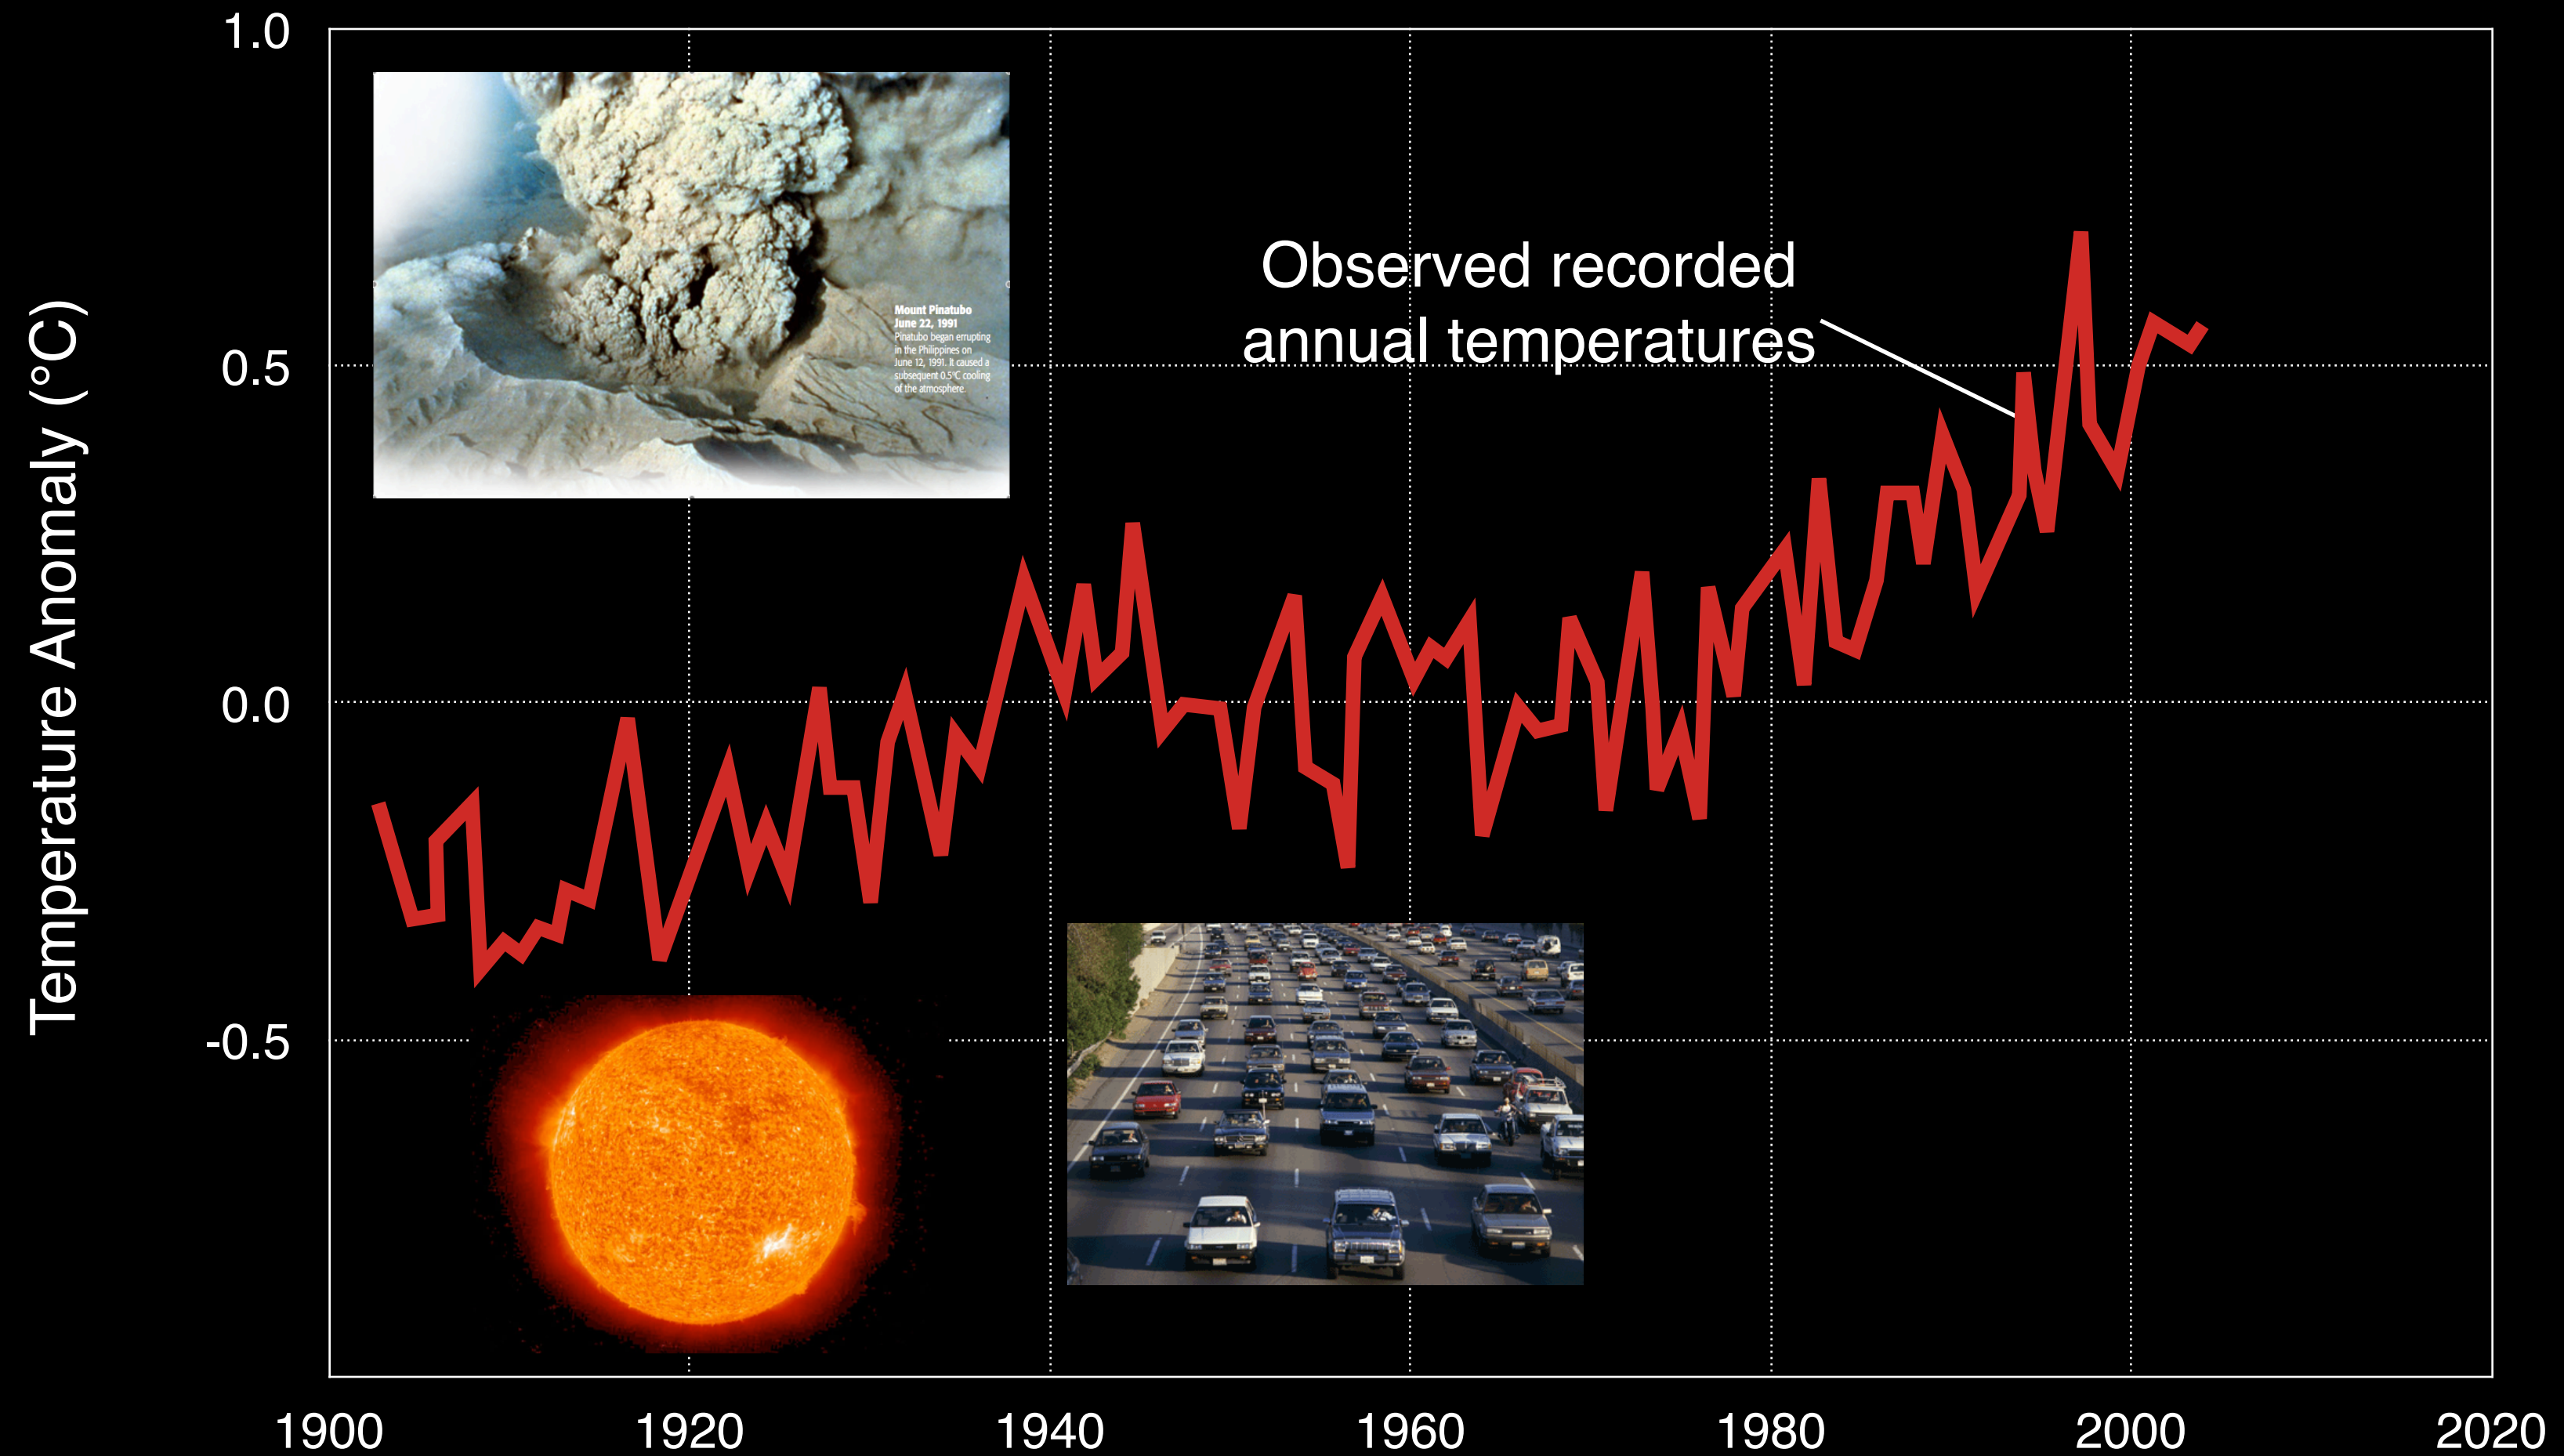 1.0
Mount Pinatubo
June 22, 1991
Pinatubo began errupting
in the Philippines on
June 12, 1991. It caused a
subsequent 0.5°C cooling
of the atmosphere.
Observed recorded
annual temperatures
0.5
Temperature Anomaly (°C)
0.0
-0.5
1900 1920 1940 1960 1980 2000 2020